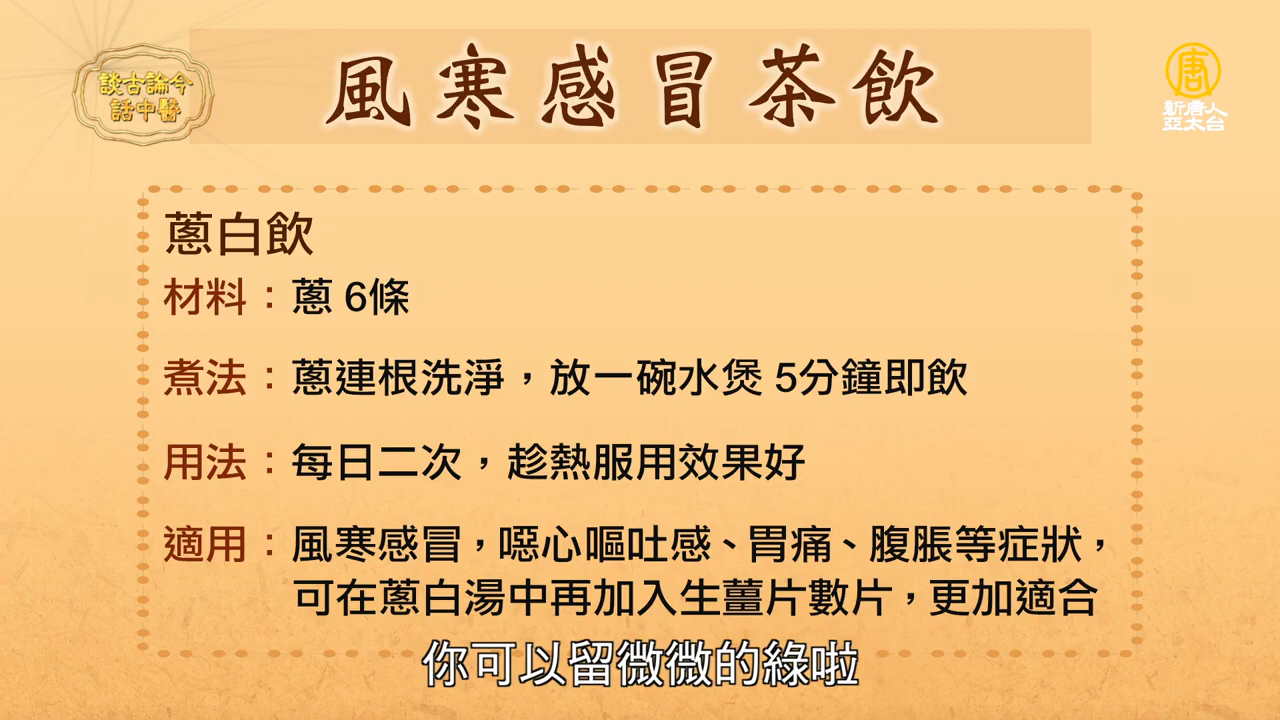 風寒感冒茶飲
談古論今
話中醫
新唐人
亞太台
蔥白飲
材料：蔥 6條
煮法：蔥連根洗淨，放一碗水煲 5分鐘即飲
用法：每日二次，趁熱服用效果好
適用：風寒感冒，噁心嘔吐感、胃痛、腹脹等症狀，
可在蔥白湯中再加入生薑片數片，更加適合
你可以留微微的綠啦